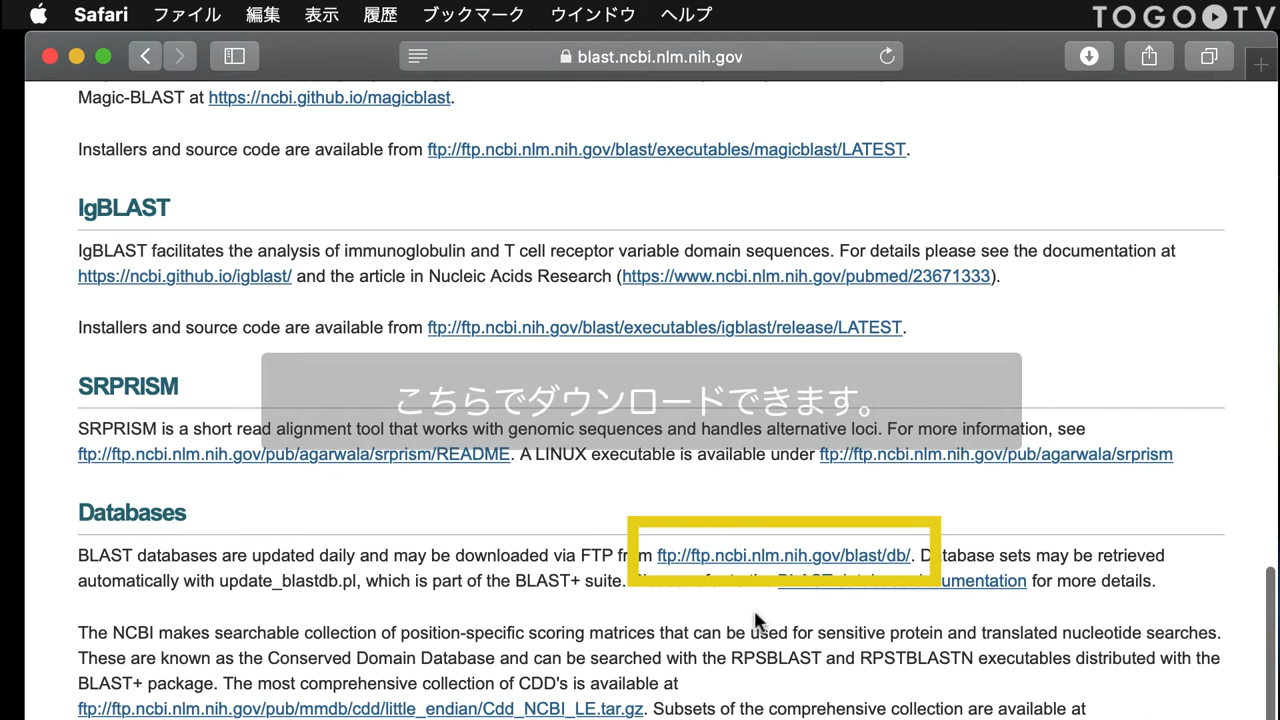 Safari ファイル 編集 表示 履歴 ブックマーク ウインドウ ヘルプ TOGO TV
blast.ncbi.nlm.nih.gov
Magic-BLAST at https://ncbi.github.io/magicblast.
Installers and source code are available from ftp://ftp.ncbi.nlm.nih.gov/blast/executables/magicblast/LATEST.
IgBLAST
IgBLAST facilitates the analysis of immunoglobulin and T cell receptor variable domain sequences. For details please see the documentation at
https://ncbi.github.io/igblast/ and the article in Nucleic Acids Research (https://www.ncbi.nlm.nih.gov/pubmed/23671333).
Installers and source code are available from ftp://ftp.ncbi.nih.gov/blast/executables/igblast/release/LATEST.
SRPRISM
こちらでダウンロードできます。
SRPRISM is a short read alignment tool that works with genomic sequences and handles alternative loci. For more information, see
ftp://ftp.ncbi.nlm.nih.gov/pub/agarwala/srprism/README. A LINUX executable is available under ftp://ftp.ncbi.nlm.nih.gov/pub/agarwala/srprism
Databases
BLAST databases are updated daily and may be downloaded via FTP from ftp://ftp.ncbi.nlm.nih.gov/blast/db/. Database sets may be retrieved
automatically with update_blastdb.pl, which is part of the BLAST+ suite. for more details.
The NCBI makes searchable collection of position-specific scoring matrices that can be used for sensitive protein and translated nucleotide searches.
These are known as the Conserved Domain Database and can be searched with the RPSBLAST and RPSTBLASTN executables distributed with the
BLAST+ package. The most comprehensive collection of CDD's is available at
ftp://ftp.ncbi.nlm.nih.gov/pub/mmdb/cdd/little_endian/Cdd_NCBI_LE.tar.gz. Subsets of the comprehensive collection are available at